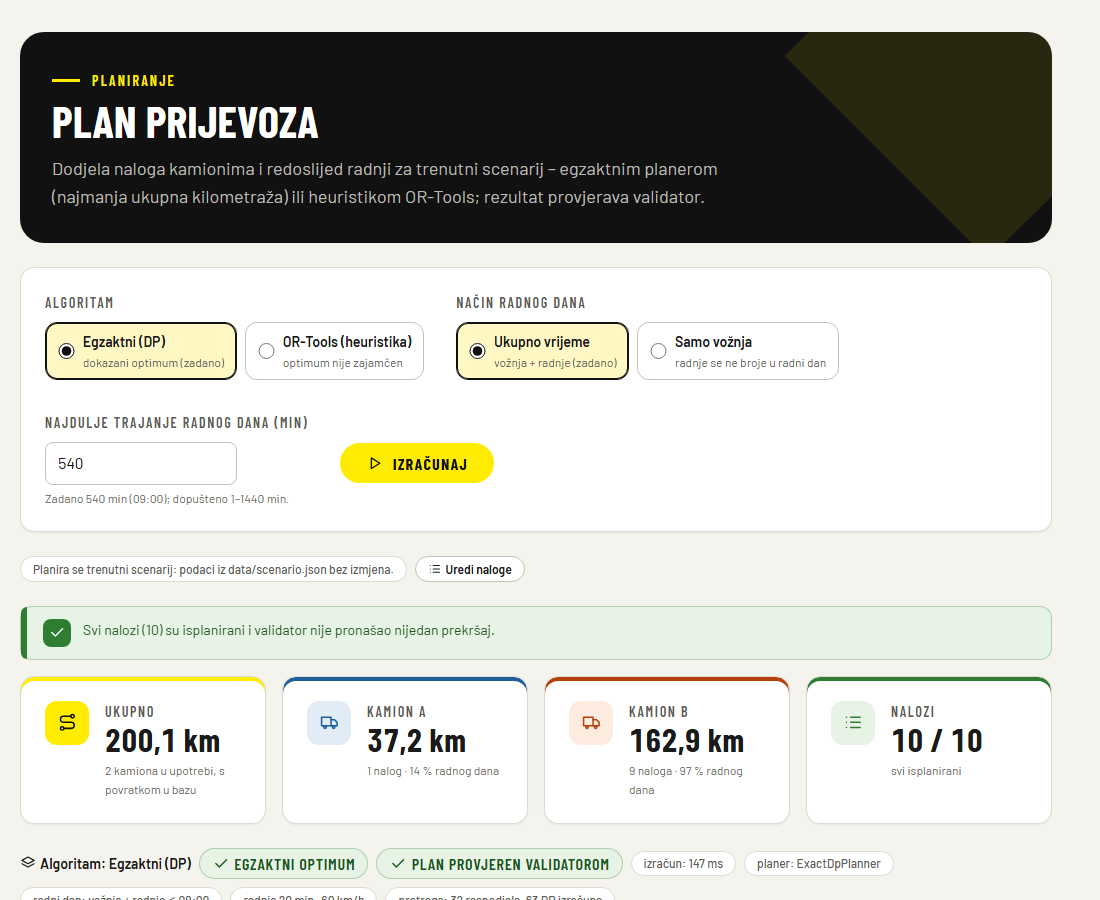 PLANIRANJE
PLAN PRIJEVOZA
Dodjela naloga kamionima i redoslijed radnji za trenutni scenarij – egzaktnim planerom
(najmanja ukupna kilometraža) ili heuristikom OR-Tools; rezultat provjerava validator.
ALGORITAM
Egzaktni (DP)
dokazani optimum (zadano)
OR-Tools (heuristika)
optimum nije zajamčen
NAČIN RADNOG DANA
Ukupno vrijeme
vožnja + radnje (zadano)
Samo vožnja
radnje se ne broje u radni dan
NAJDULJE TRAJANJE RADNOG DANA (MIN)
540
IZRAČUNAJ
Zadano 540 min (09:00); dopušteno 1–1440 min.
Planira se trenutni scenarij: podaci iz data/scenario.json bez izmjena.
Uredi naloge
Svi nalozi (10) su isplanirani i validator nije pronašao nijedan prekršaj.
UKUPNO
200,1 km
2 kamiona u upotrebi, s
povratkom u bazu
KAMION A
37,2 km
1 nalog · 14 % radnog dana
KAMION B
162,9 km
9 naloga · 97 % radnog
dana
NALOZI
10 / 10
svi isplanirani
Algoritam: Egzaktni (DP)
EGZAKTNI OPTIMUM
PLAN PROVJEREN VALIDATOROM
izračun: 147 ms
planer: ExactDpPlanner